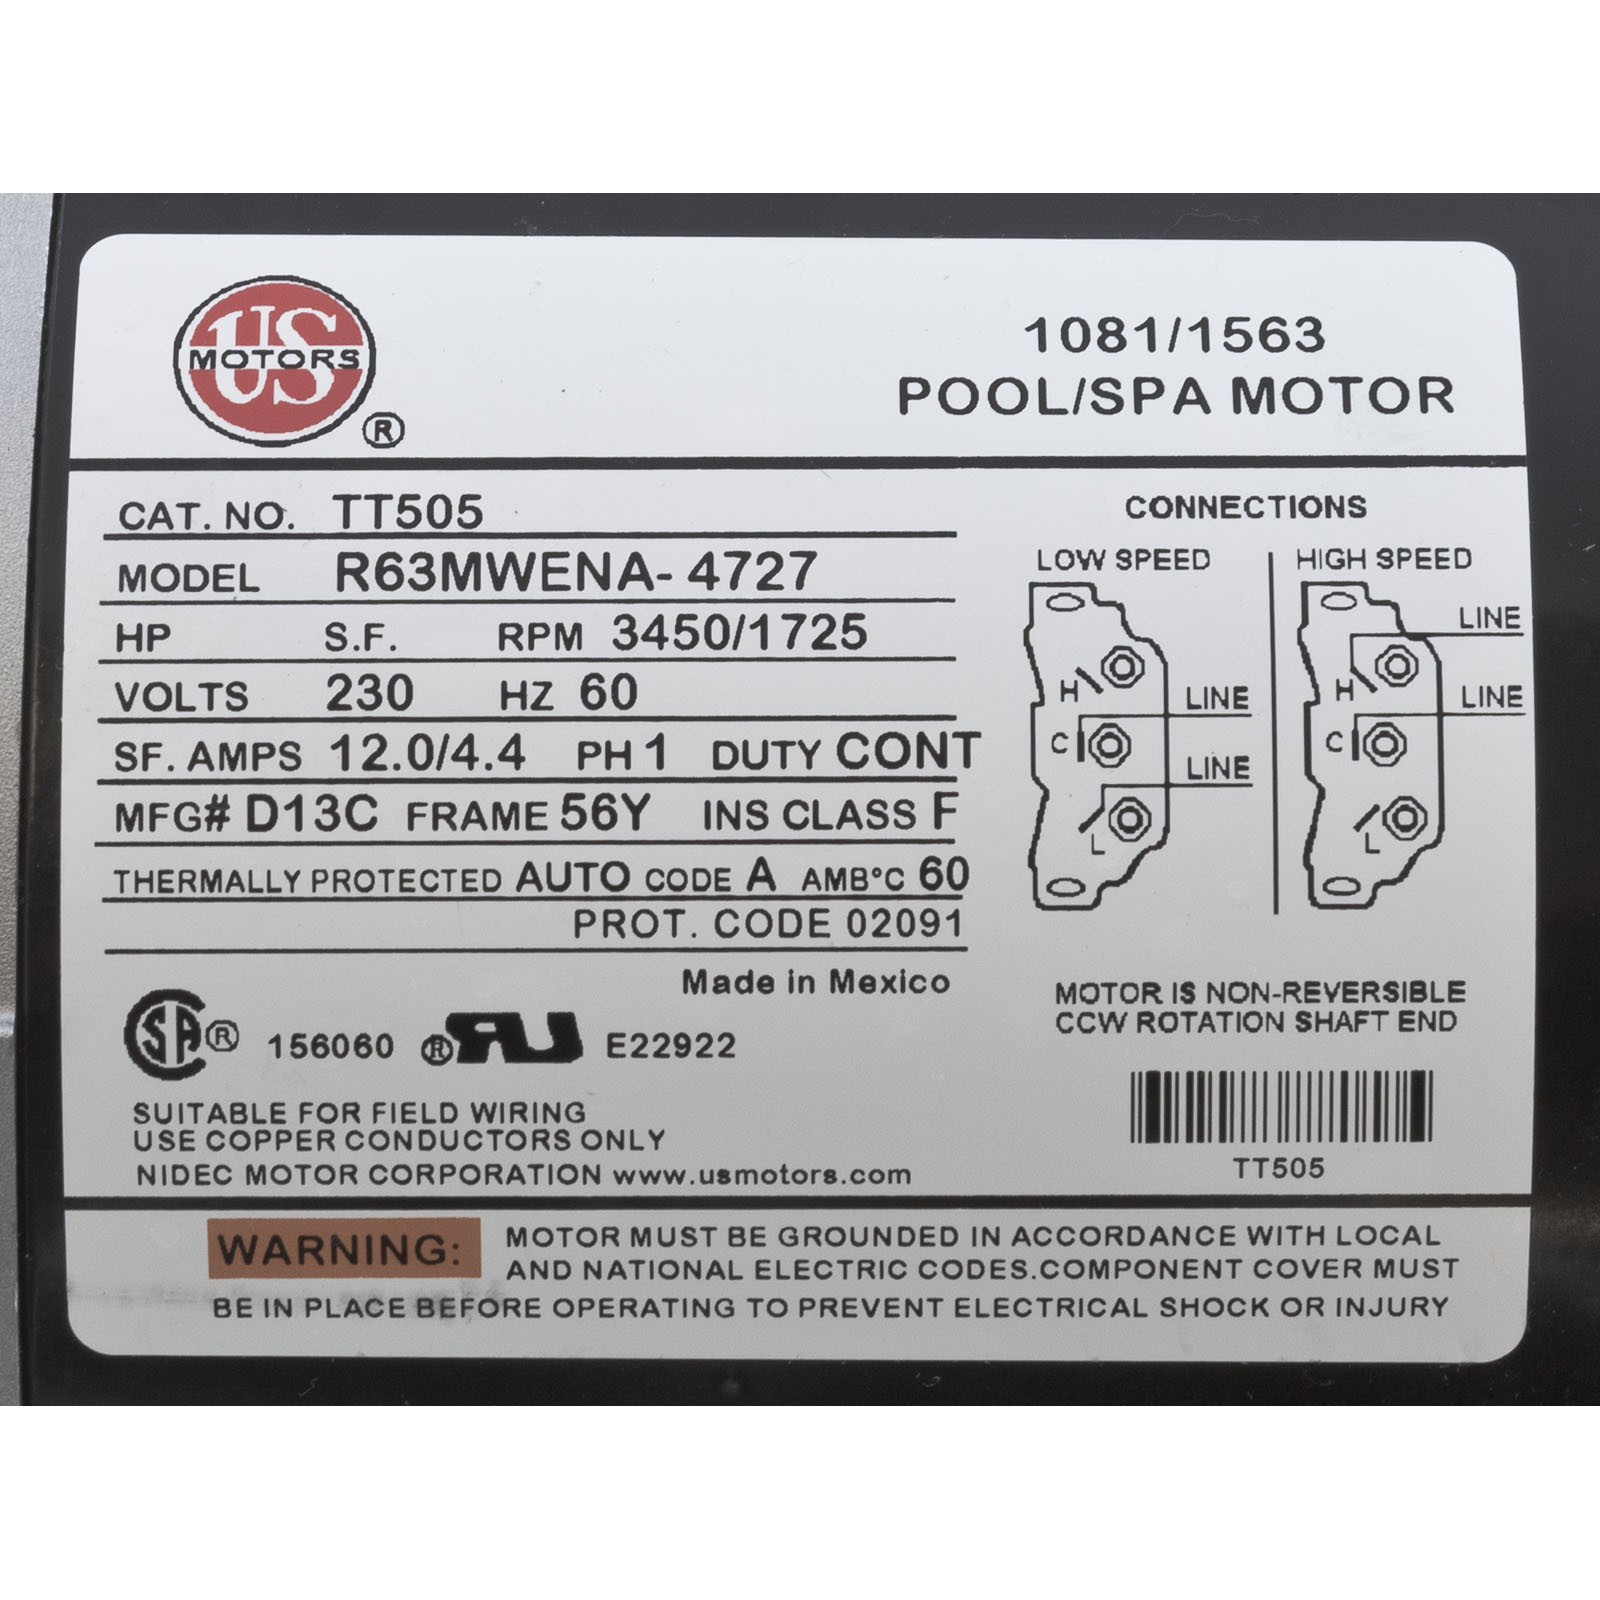 US
MOTORS
®
1081/1563
POOL/SPA MOTOR
CAT. NO. TT505
MODEL R63MWENA-4727
HP S.F. RPM 3450/1725
VOLTS 230 HZ 60
SF. AMPS 12.0/4.4 PH 1 DUTY CONT
MFG# D13C FRAME 56Y INS CLASS F
THERMALLY PROTECTED AUTO CODE A AMB°C 60
PROT. CODE 02091
Made in Mexico
SA ® 156060 ® RU E22922
SUITABLE FOR FIELD WIRING
USE COPPER CONDUCTORS ONLY
NIDEC MOTOR CORPORATION www.usmotors.com
CONNECTIONS
LOW SPEED
H
LINE
C
LINE
L
HIGH SPEED
LINE
H
LINE
C
L
MOTOR IS NON-REVERSIBLE
CCW ROTATION SHAFT END
TT505
WARNING: MOTOR MUST BE GROUNDED IN ACCORDANCE WITH LOCAL
AND NATIONAL ELECTRIC CODES.COMPONENT COVER MUST
BE IN PLACE BEFORE OPERATING TO PREVENT ELECTRICAL SHOCK OR INJURY